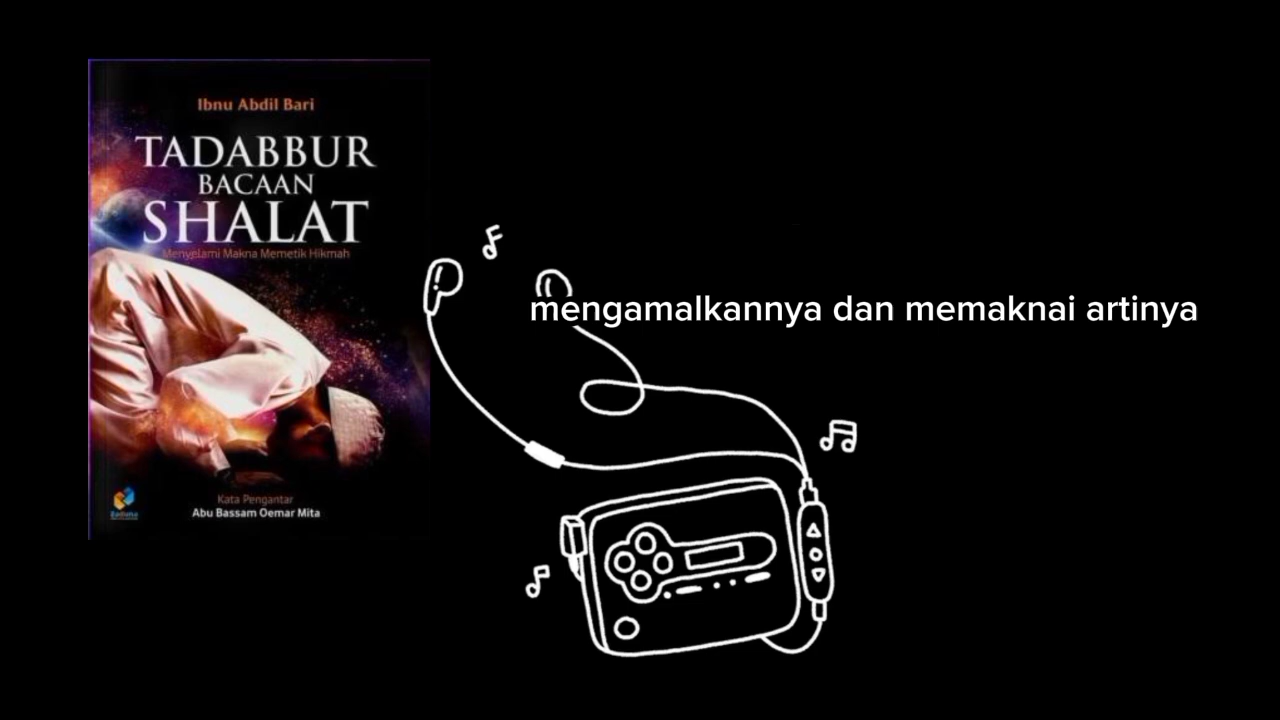 Ibnu Abdil Bari
TADABBUR
BACAAN
SHALAT
Menyelami Makna Memetik Hikmah
mengamalkannya dan memaknai artinya
Kata Pengantar
Abu Bassam Oemar Mita